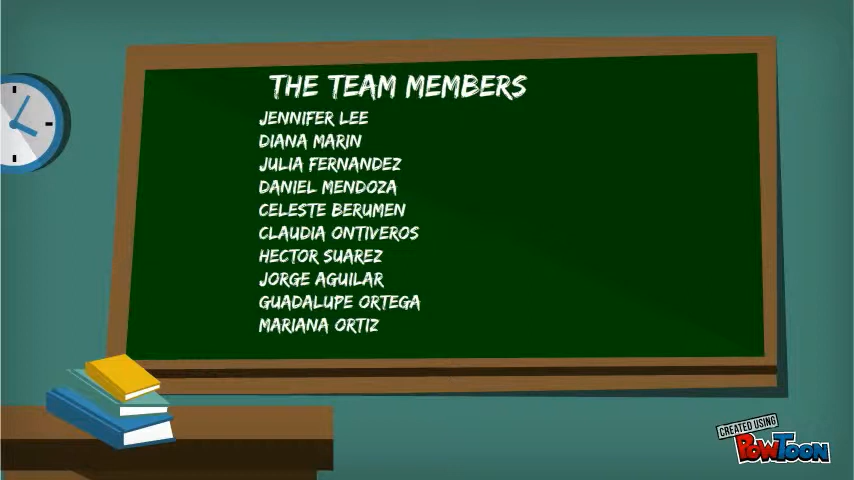 THE TEAM MEMBERS
JENNIFER LEE
DIANA MARIN
JULIA FERNANDEZ
DANIEL MENDOZA
CELESTE BERUMEN
CLAUDIA ONTIVEROS
HECTOR SUAREZ
JORGE AGUILAR
GUADALUPE ORTEGA
MARIANA ORTIZ
CREATED USING
POWTOON